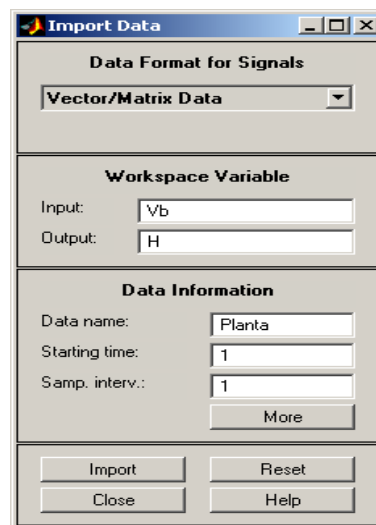 Import Data
Data Format for Signals
Vector/Matrix Data
Workspace Variable
Input: Vb
Output: H
Data Information
Data name: Planta
Starting time: 1
Samp. interv.: 1
More
Import Reset
Close Help